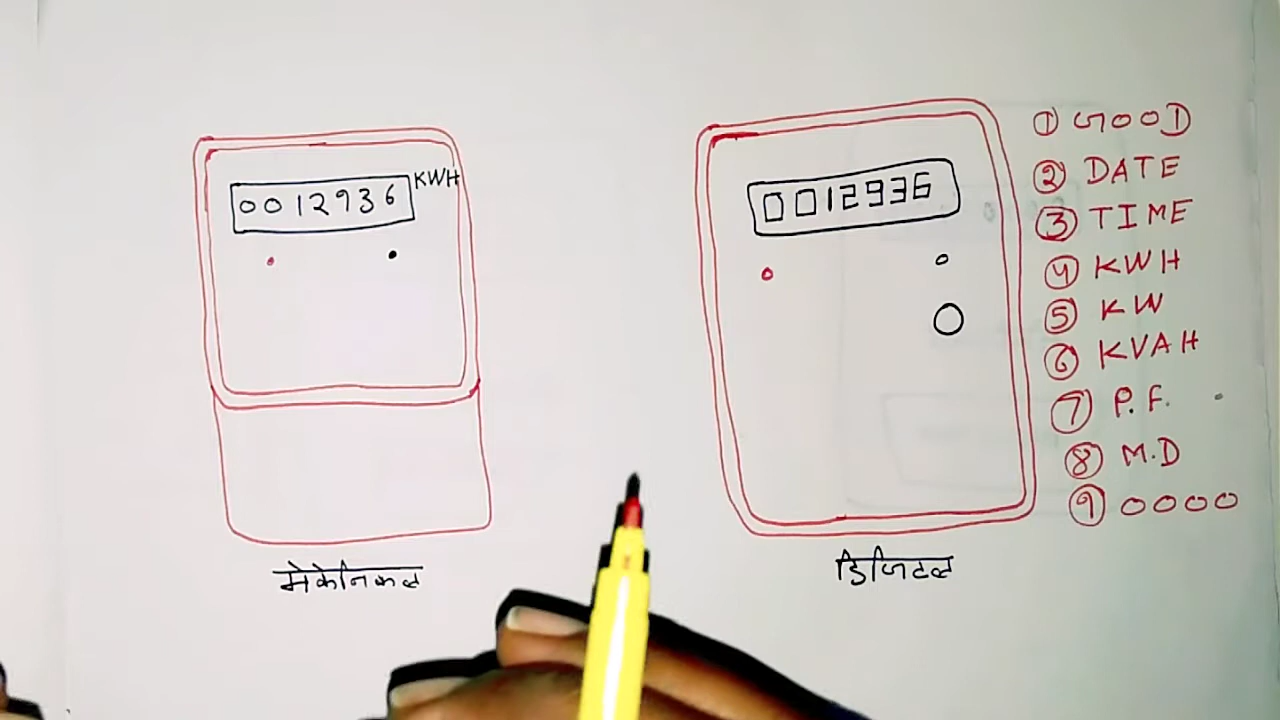 0012936 KWH
मेकेनिकल
0012936
डिजिटल
① GOOD
② DATE
③ TIME
④ KWH
⑤ KW
⑥ KVAH
⑦ P.F.
⑧ M.D
⑨ 0000